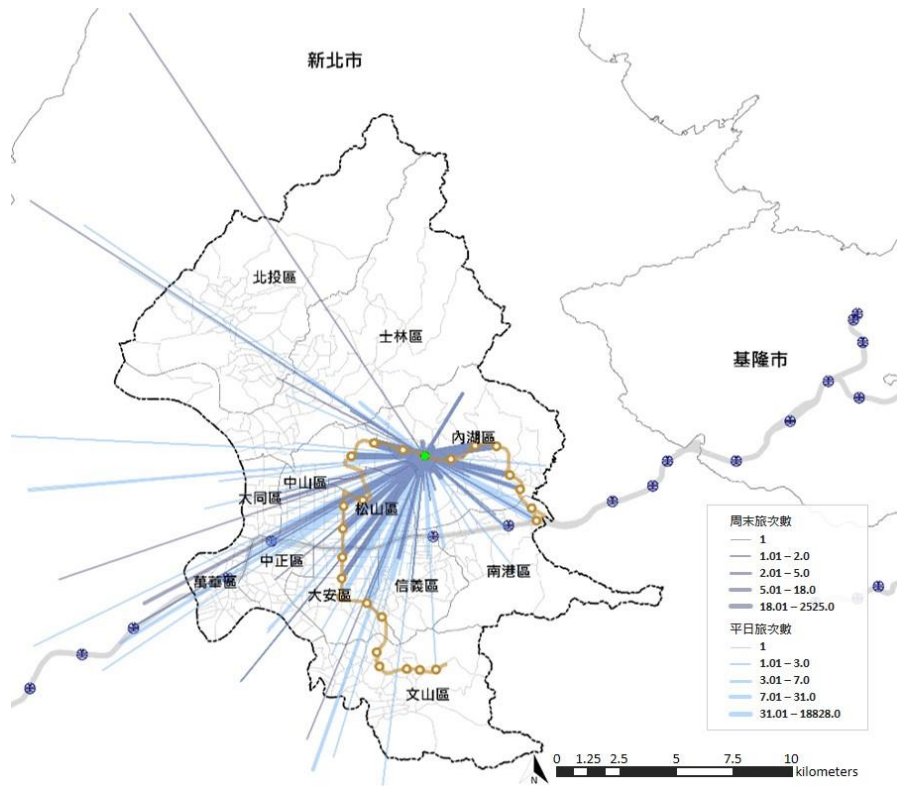 新北市
北投區
士林區
基隆市
內湖區
中山區
大同區
松山區
中正區
萬華區
大安區
信義區
南港區
文山區
周末旅次數
1
1.01 – 2.0
2.01 – 5.0
5.01 – 18.0
18.01 – 2525.0
平日旅次數
1
1.01 – 3.0
3.01 – 7.0
7.01 – 31.0
31.01 – 18828.0
0 1.25 2.5 5 7.5 10
kilometers
N